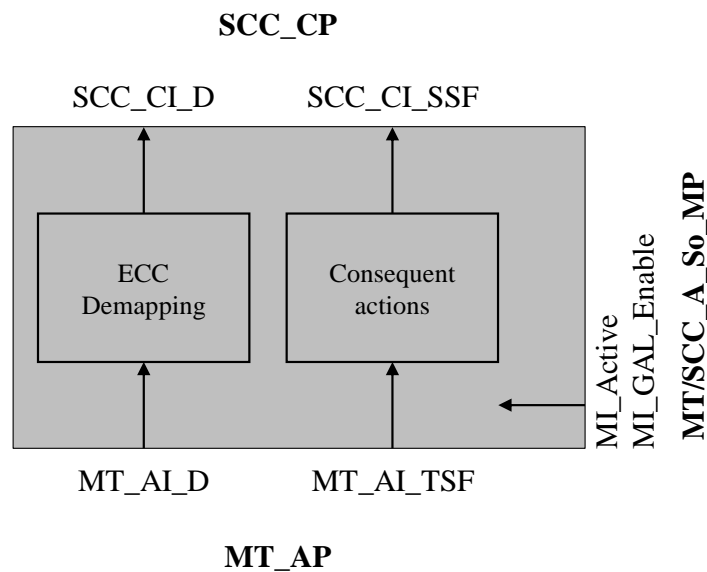 SCC_CP
SCC_CI_D
SCC_CI_SSF
ECC
Demapping
Consequent
actions
MI_Active
MI_GAL_Enable
MT/SCC_A_So_MP
MT_AI_D
MT_AI_TSF
MT_AP